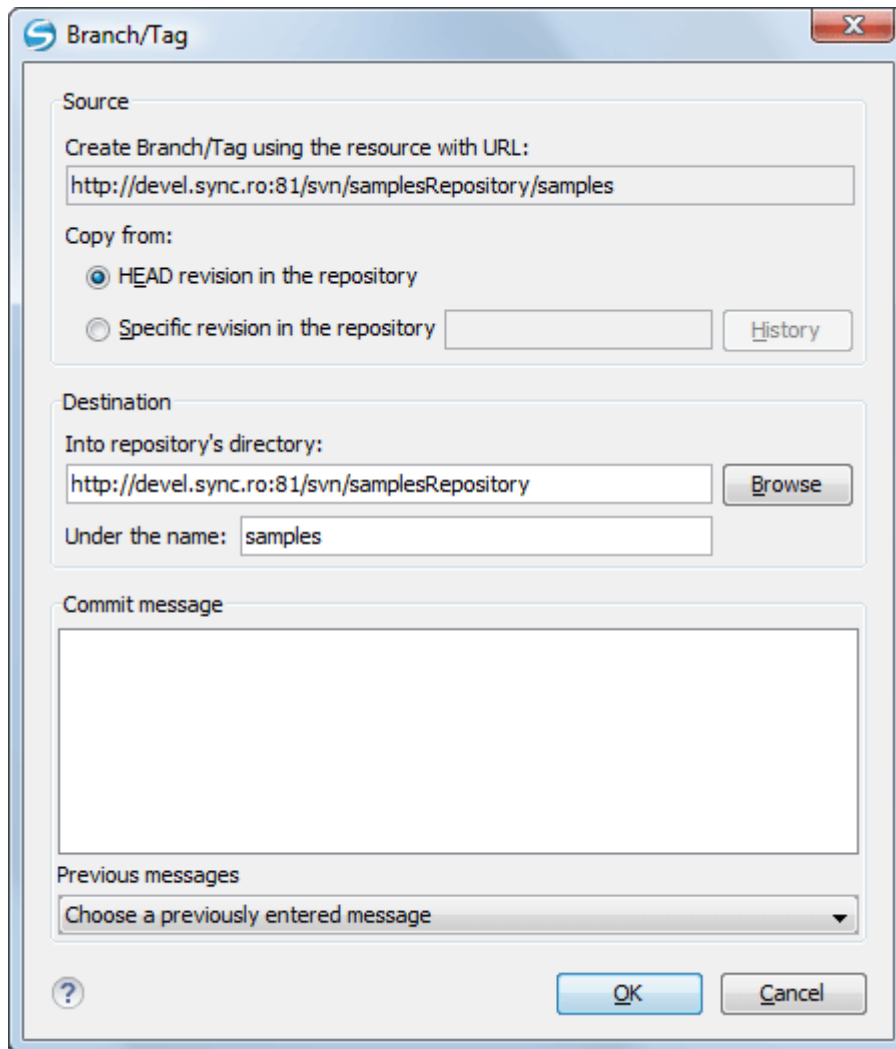 Branch/Tag
Source
Create Branch/Tag using the resource with URL:
http://devel.sync.ro:81/svn/samplesRepository/samples
Copy from:
HEAD revision in the repository
Specific revision in the repository History
Destination
Into repository's directory:
http://devel.sync.ro:81/svn/samplesRepository Browse
Under the name: samples
Commit message
Previous messages
Choose a previously entered message
? OK Cancel